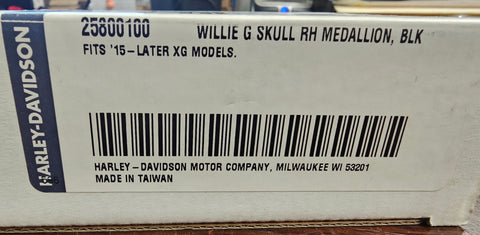 HARLEY-DAVIDSON
25800100 WILLIE G SKULL RH MEDALLION, BLK
FITS '15-LATER XG MODELS.
HARLEY-DAVIDSON MOTOR COMPANY, MILWAUKEE WI 53201
MADE IN TAIWAN